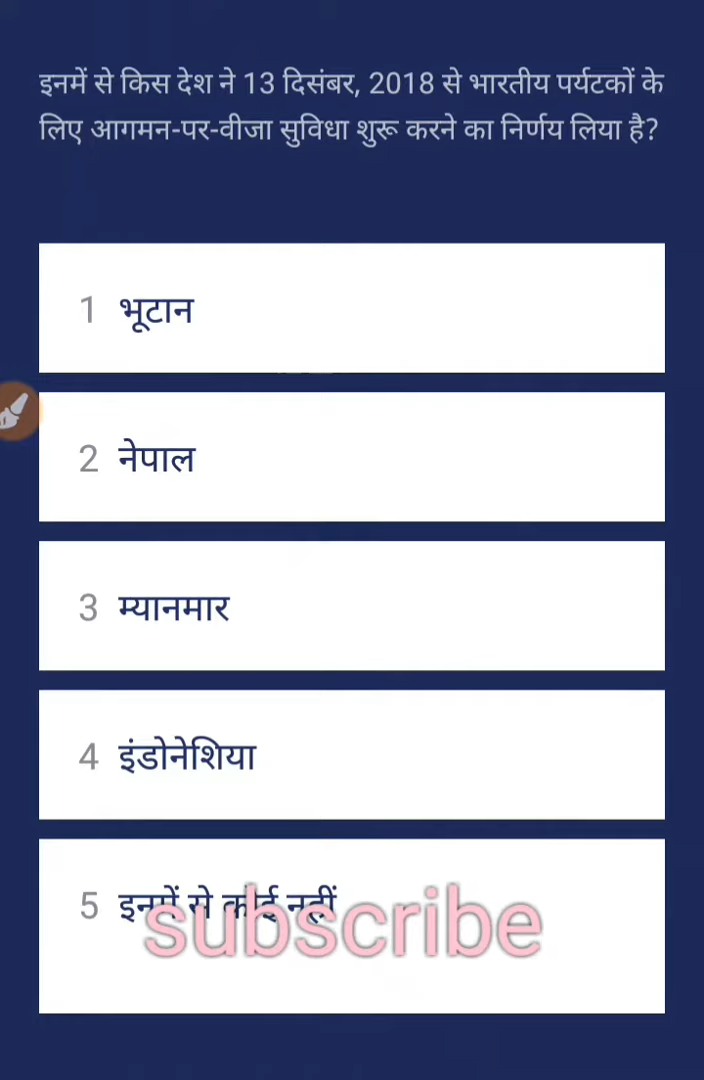 इनमें से किस देश ने 13 दिसंबर, 2018 से भारतीय पर्यटकों के
लिए आगमन-पर-वीजा सुविधा शुरू करने का निर्णय लिया है?
1 भूटान
2 नेपाल
3 म्यानमार
4 इंडोनेशिया
5 इनमें से कोई नहीं
subscribe